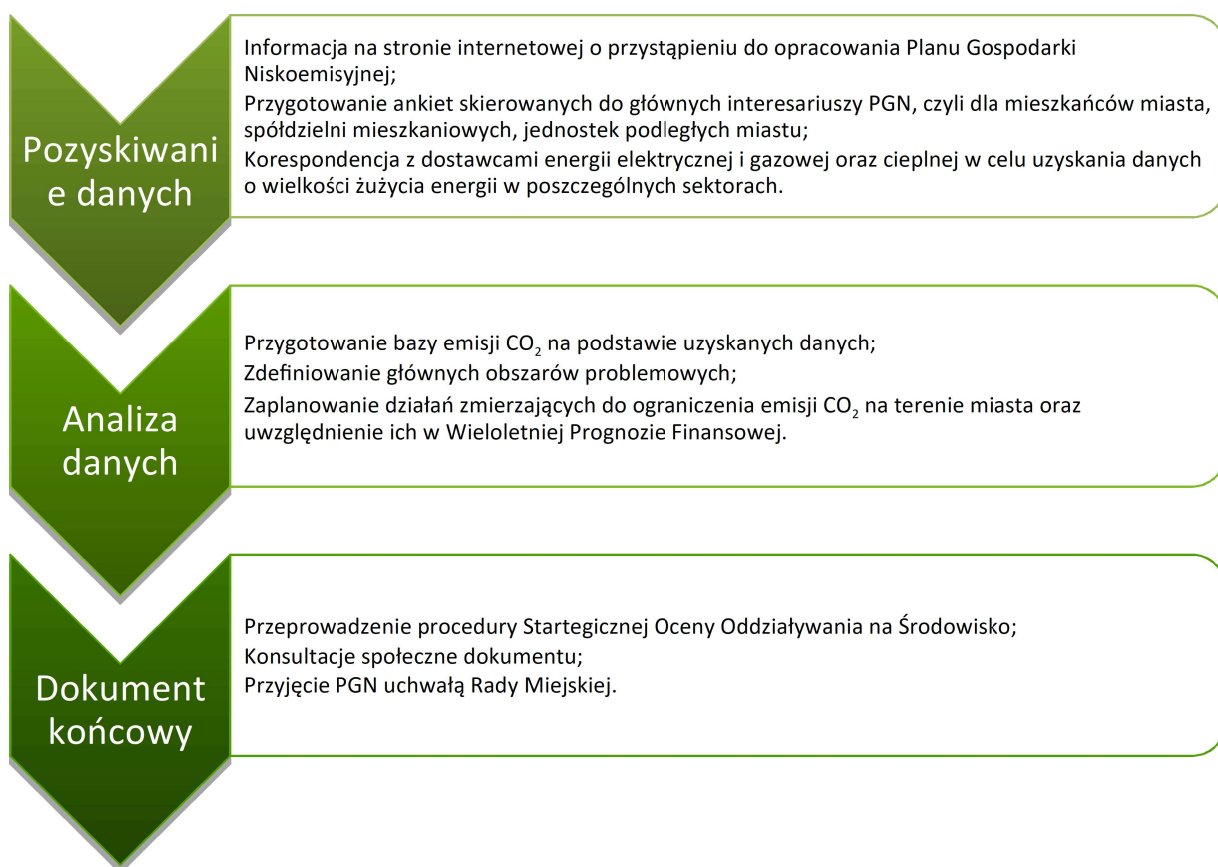 Pozyskiwani
e danych
Informacja na stronie internetowej o przystąpieniu do opracowania Planu Gospodarki
Niskoemisyjnej;
Przygotowanie ankiet skierowanych do głównych interesariuszy PGN, czyli dla mieszkańców miasta,
spółdzielni mieszkaniowych, jednostek podległych miastu;
Korespondencja z dostawcami energii elektrycznej i gazowej oraz cieplnej w celu uzyskania danych
o wielkości żużycia energii w poszczególnych sektorach.
Analiza
danych
Przygotowanie bazy emisji CO₂ na podstawie uzyskanych danych;
Zdefiniowanie głównych obszarów problemowych;
Zaplanowanie działań zmierzających do ograniczenia emisji CO₂ na terenie miasta oraz
uwzględnienie ich w Wieloletniej Prognozie Finansowej.
Dokument
końcowy
Przeprowadzenie procedury Startegicznej Oceny Oddziaływania na Środowisko;
Konsultacje społeczne dokumentu;
Przyjęcie PGN uchwałą Rady Miejskiej.